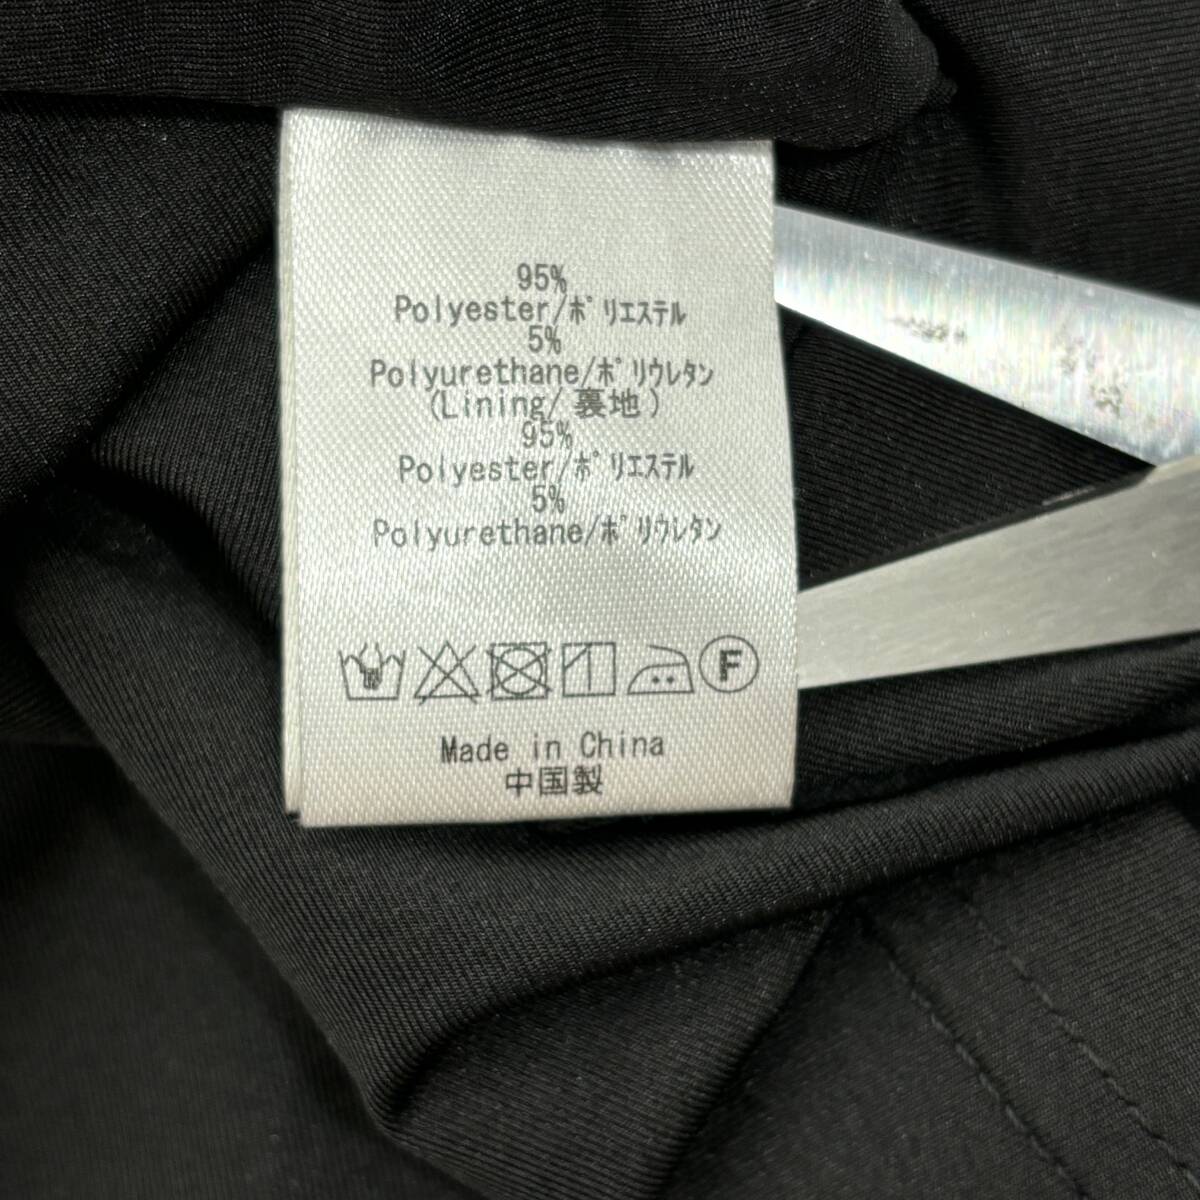 95%
Polyester/ﾎﾟﾘｴｽﾃﾙ
5%
Polyurethane/ﾎﾟﾘｳﾚﾀﾝ
(Lining/裏地)
95%
Polyester/ﾎﾟﾘｴｽﾃﾙ
5%
Polyurethane/ﾎﾟﾘｳﾚﾀﾝ
F
Made in China
中国製